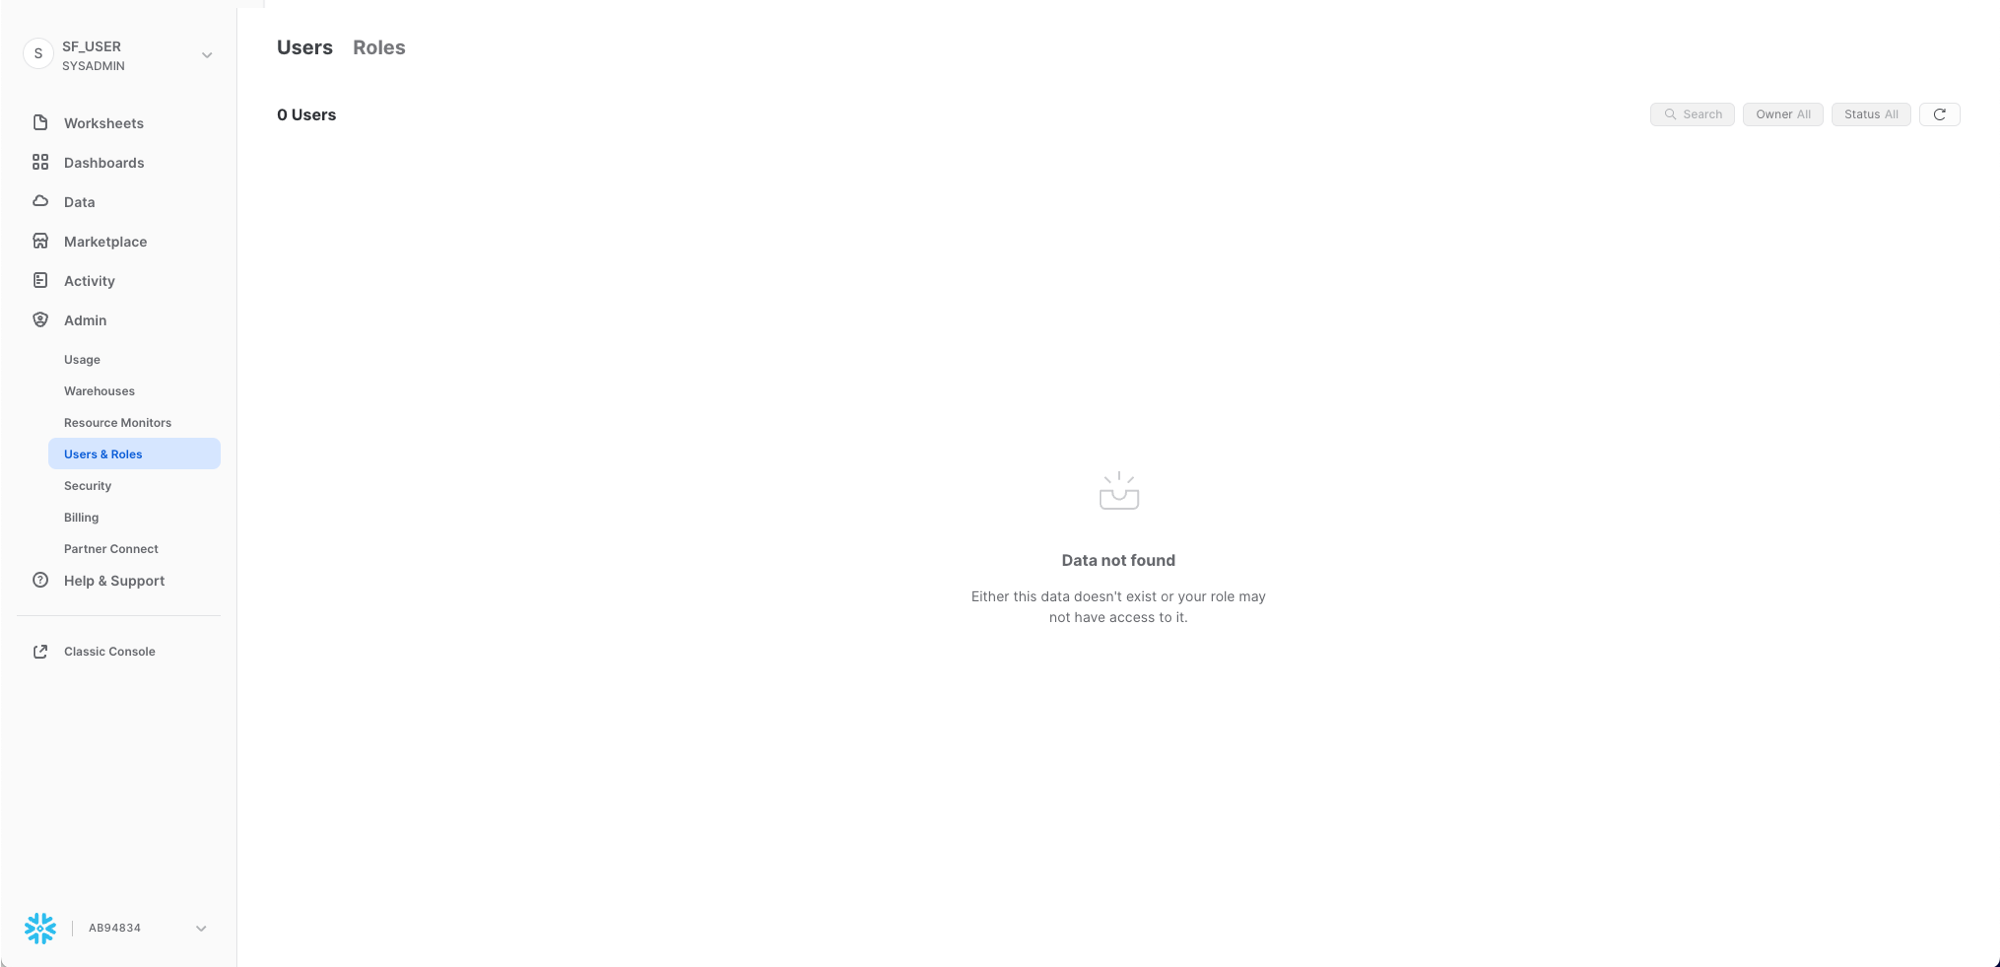 S
SF_USER
SYSADMIN
Worksheets
Dashboards
Data
Marketplace
Activity
Admin
Usage
Warehouses
Resource Monitors
Users & Roles
Security
Billing
Partner Connect
Help & Support
Classic Console
AB94834
Users Roles
0 Users
Search
Owner All
Status All
Data not found
Either this data doesn't exist or your role may
not have access to it.